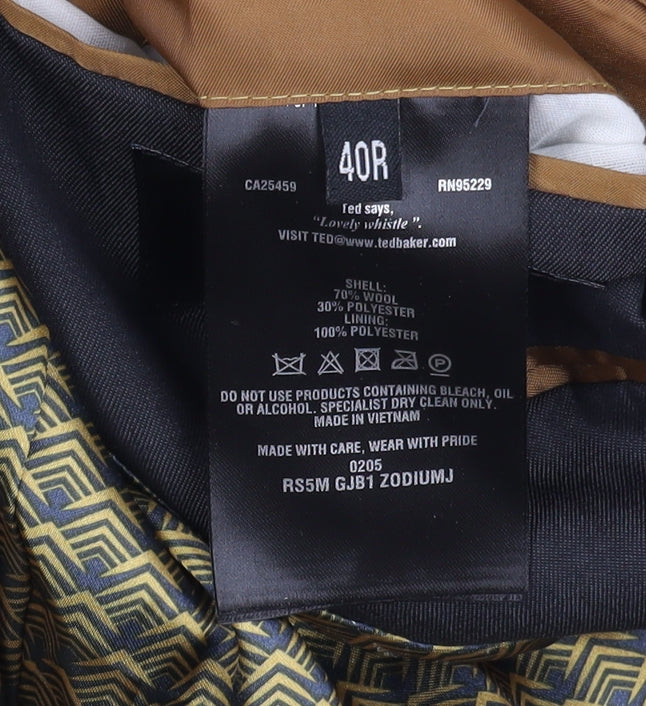 40R
CA25459 RN95229
Ted says,
"Lovely whistle ".
VISIT TED@www.tedbaker.com
SHELL:
70% WOOL
30% POLYESTER
LINING:
100% POLYESTER
DO NOT USE PRODUCTS CONTAINING BLEACH, OIL
OR ALCOHOL. SPECIALIST DRY CLEAN ONLY.
MADE IN VIETNAM
MADE WITH CARE, WEAR WITH PRIDE
0205
RS5M GJB1 ZODIUMJ